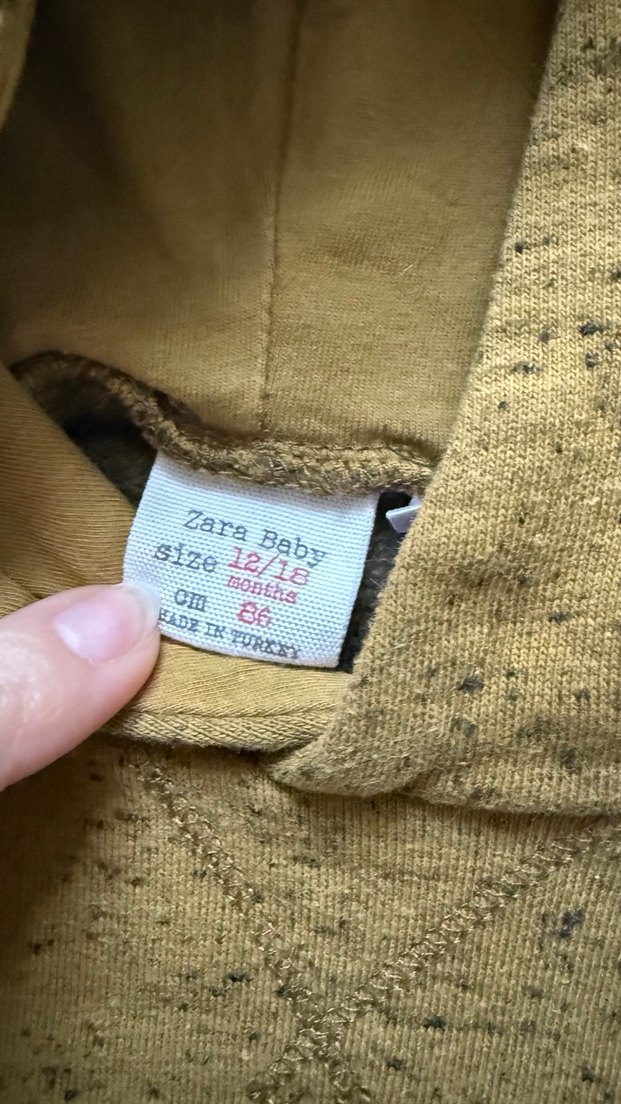 Zara Baby
size 12/18
months
cm 86
MADE IN TURKEY